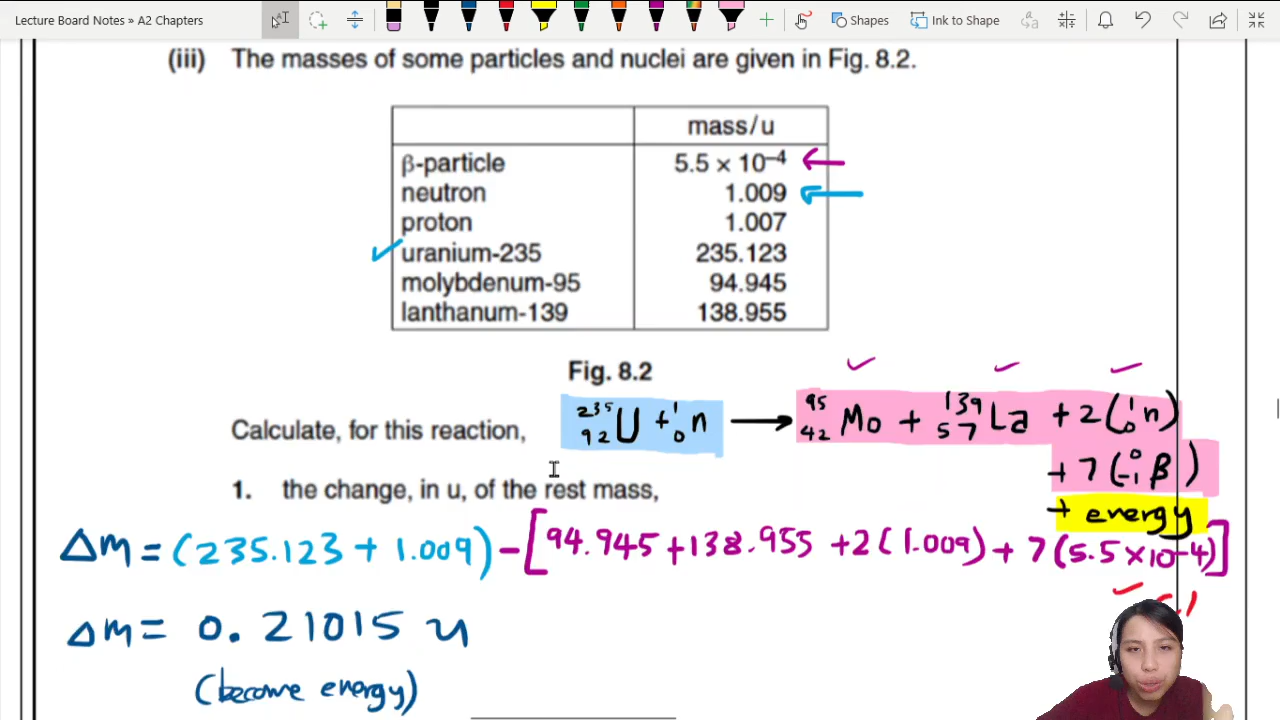 Lecture Board Notes » A2 Chapters
Shapes
Ink to Shape
(iii) The masses of some particles and nuclei are given in Fig. 8.2.
mass/u
β-particle 5.5 × 10⁻⁴
neutron 1.009
proton 1.007
uranium-235 235.123
molybdenum-95 94.945
lanthanum-139 138.955
Fig. 8.2
Calculate, for this reaction, ²³⁵₉₂U + ¹₀n → ⁹⁵₄₂Mo + ¹³⁹₅₇La + 2(¹₀n)
+ 7(⁰₋₁β)
+ energy
1. the change, in u, of the rest mass,
Δm = (235.123 + 1.009) - [94.945 + 138.955 + 2(1.009) + 7(5.5 × 10⁻⁴)]
Δm = 0.21015 u
(become energy)